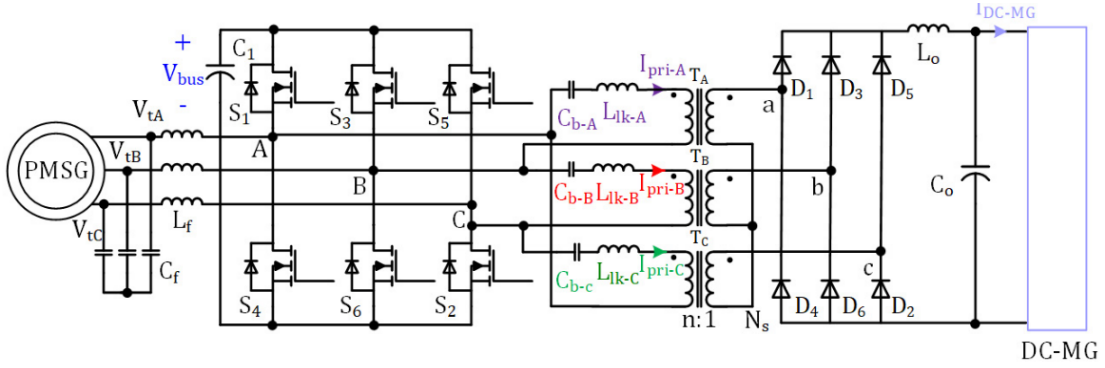 I_DC-MG
+
V_bus
-
C_1
S_1
S_3
S_5
I_pri-A
T_A
C_b-A
L_lk-A
a
D_1
D_3
D_5
L_o
V_tA
V_tB
V_tC
PMSG
A
B
C
L_f
C_f
C_b-B
L_lk-B
I_pri-B
T_B
b
C_o
T_C
I_pri-C
C_b-c
L_lk-C
c
S_4
S_6
S_2
n:1
N_s
D_4
D_6
D_2
DC-MG